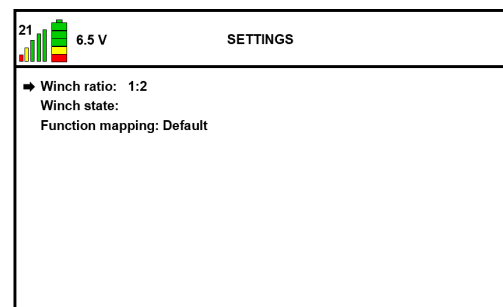 21 6.5 V SETTINGS
Winch ratio: 1:2
Winch state:
Function mapping: Default